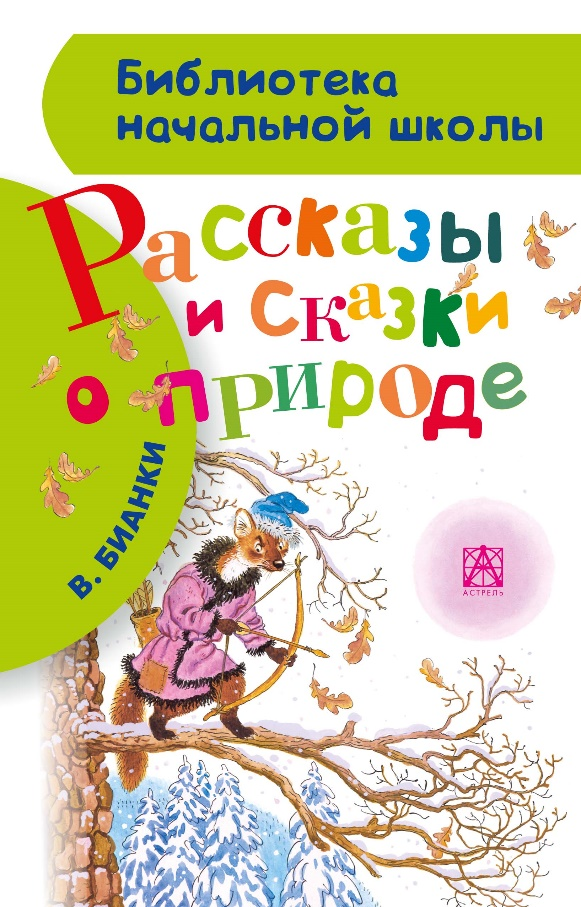 Библиотека
начальной школы
Рассказы
и сказки
о природе
В. БИАНКИ
АСТРЕЛЬ